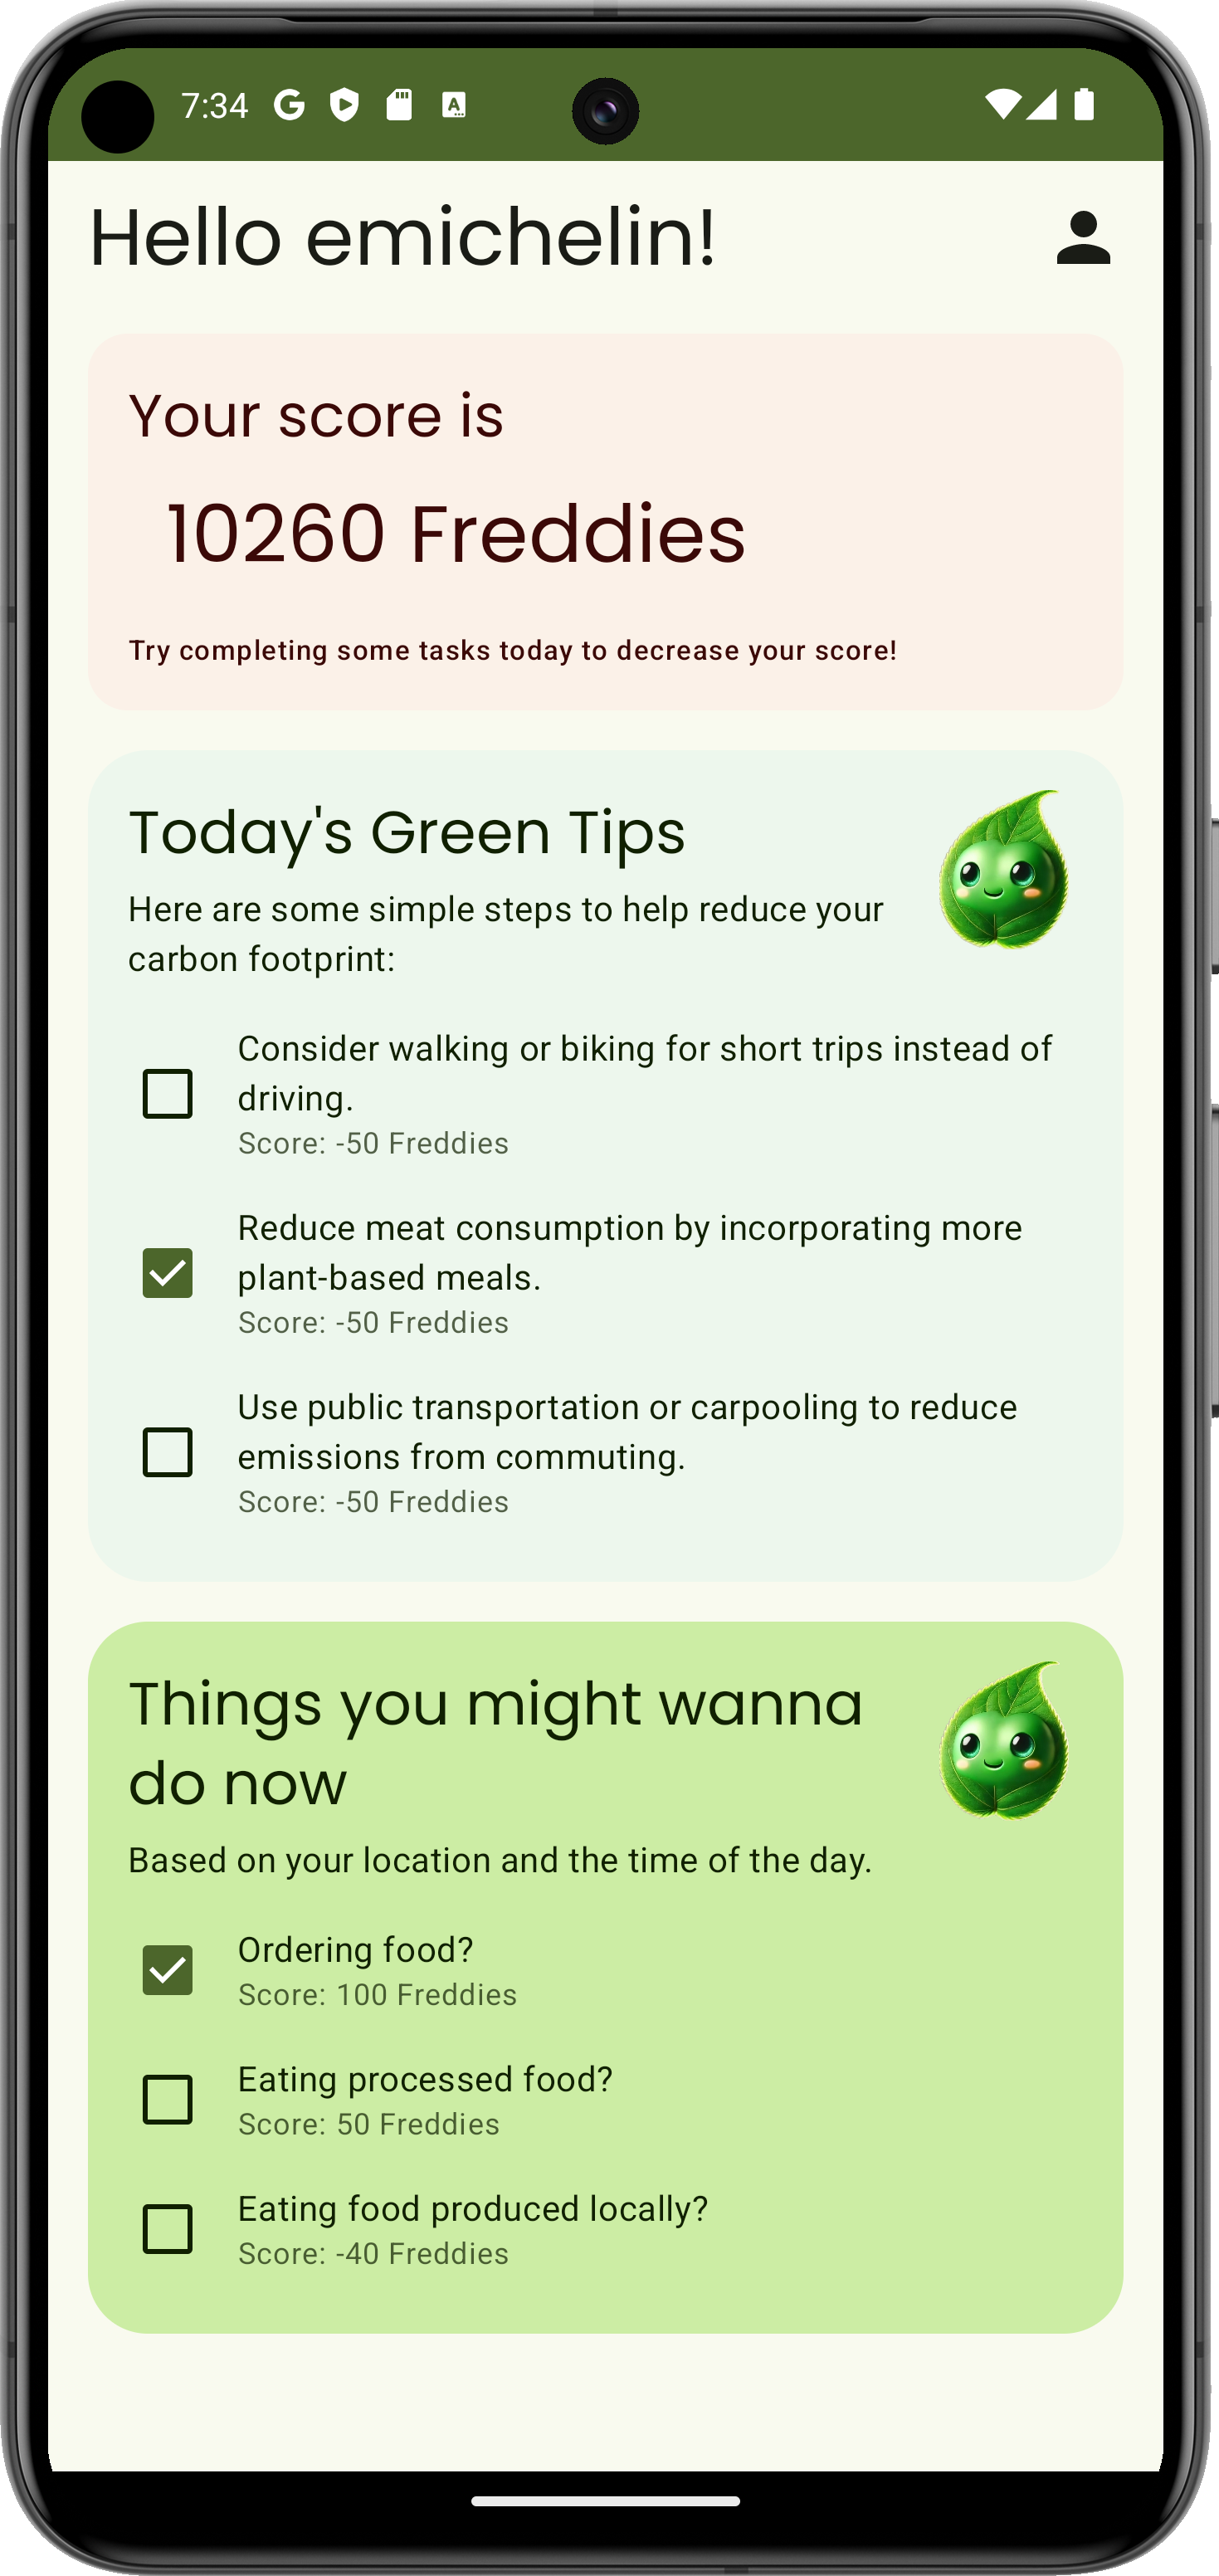 7:34
Hello emichelin!
Your score is
10260 Freddies
Try completing some tasks today to decrease your score!
Today's Green Tips
Here are some simple steps to help reduce your
carbon footprint:
Consider walking or biking for short trips instead of
driving.
Score: -50 Freddies
Reduce meat consumption by incorporating more
plant-based meals.
Score: -50 Freddies
Use public transportation or carpooling to reduce
emissions from commuting.
Score: -50 Freddies
Things you might wanna
do now
Based on your location and the time of the day.
Ordering food?
Score: 100 Freddies
Eating processed food?
Score: 50 Freddies
Eating food produced locally?
Score: -40 Freddies